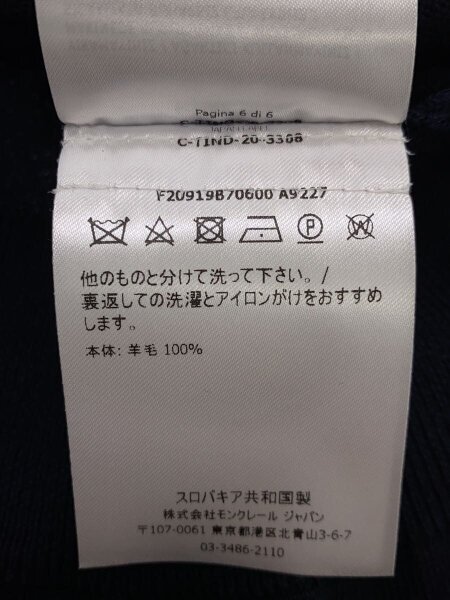 Pagina 6 di 6
C-TIND-20-3308
F20919B70600 A9227
P
W
他のものと分けて洗って下さい。/
裏返しての洗濯とアイロンがけをおすすめ
します。
本体: 羊毛 100%
スロバキア共和国製
株式会社モンクレール ジャパン
〒107-0061 東京都港区北青山3-6-7
03-3486-2110